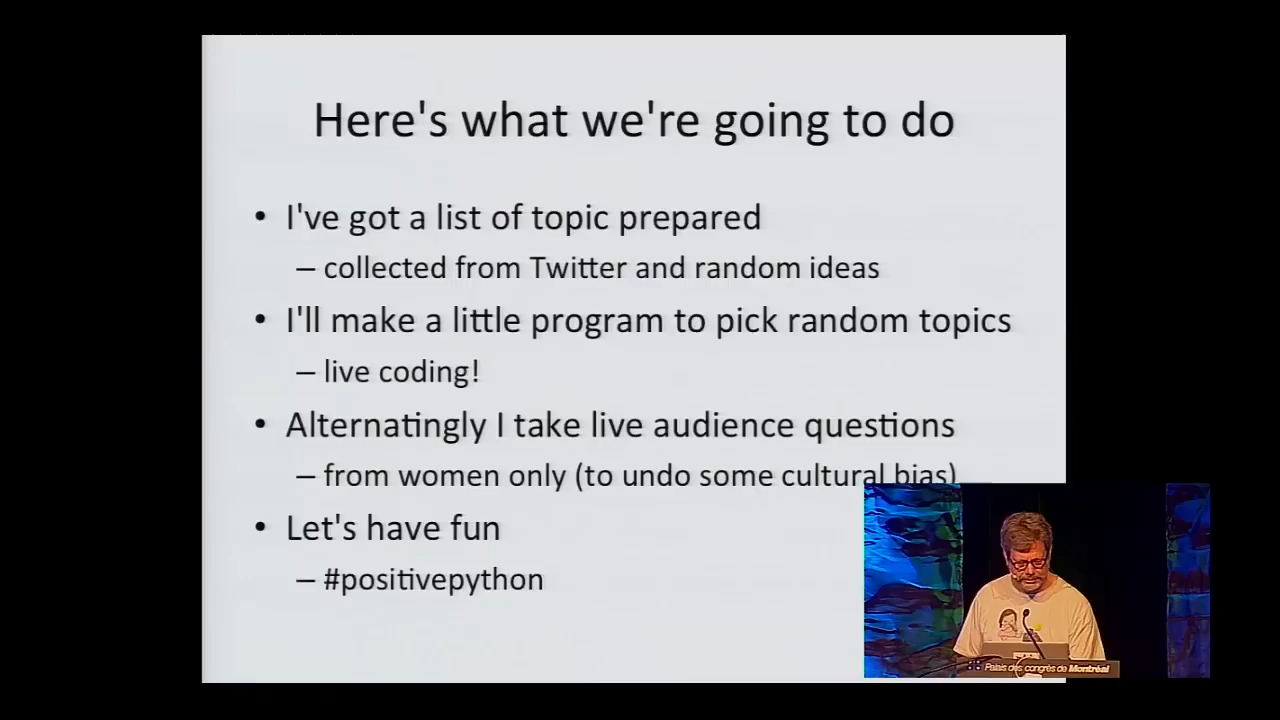 Here's what we're going to do
• I've got a list of topic prepared
– collected from Twitter and random ideas
• I'll make a little program to pick random topics
– live coding!
• Alternatingly I take live audience questions
– from women only (to undo some cultural bias)
• Let's have fun
– #positivepython
Palais des congrès de Montréal